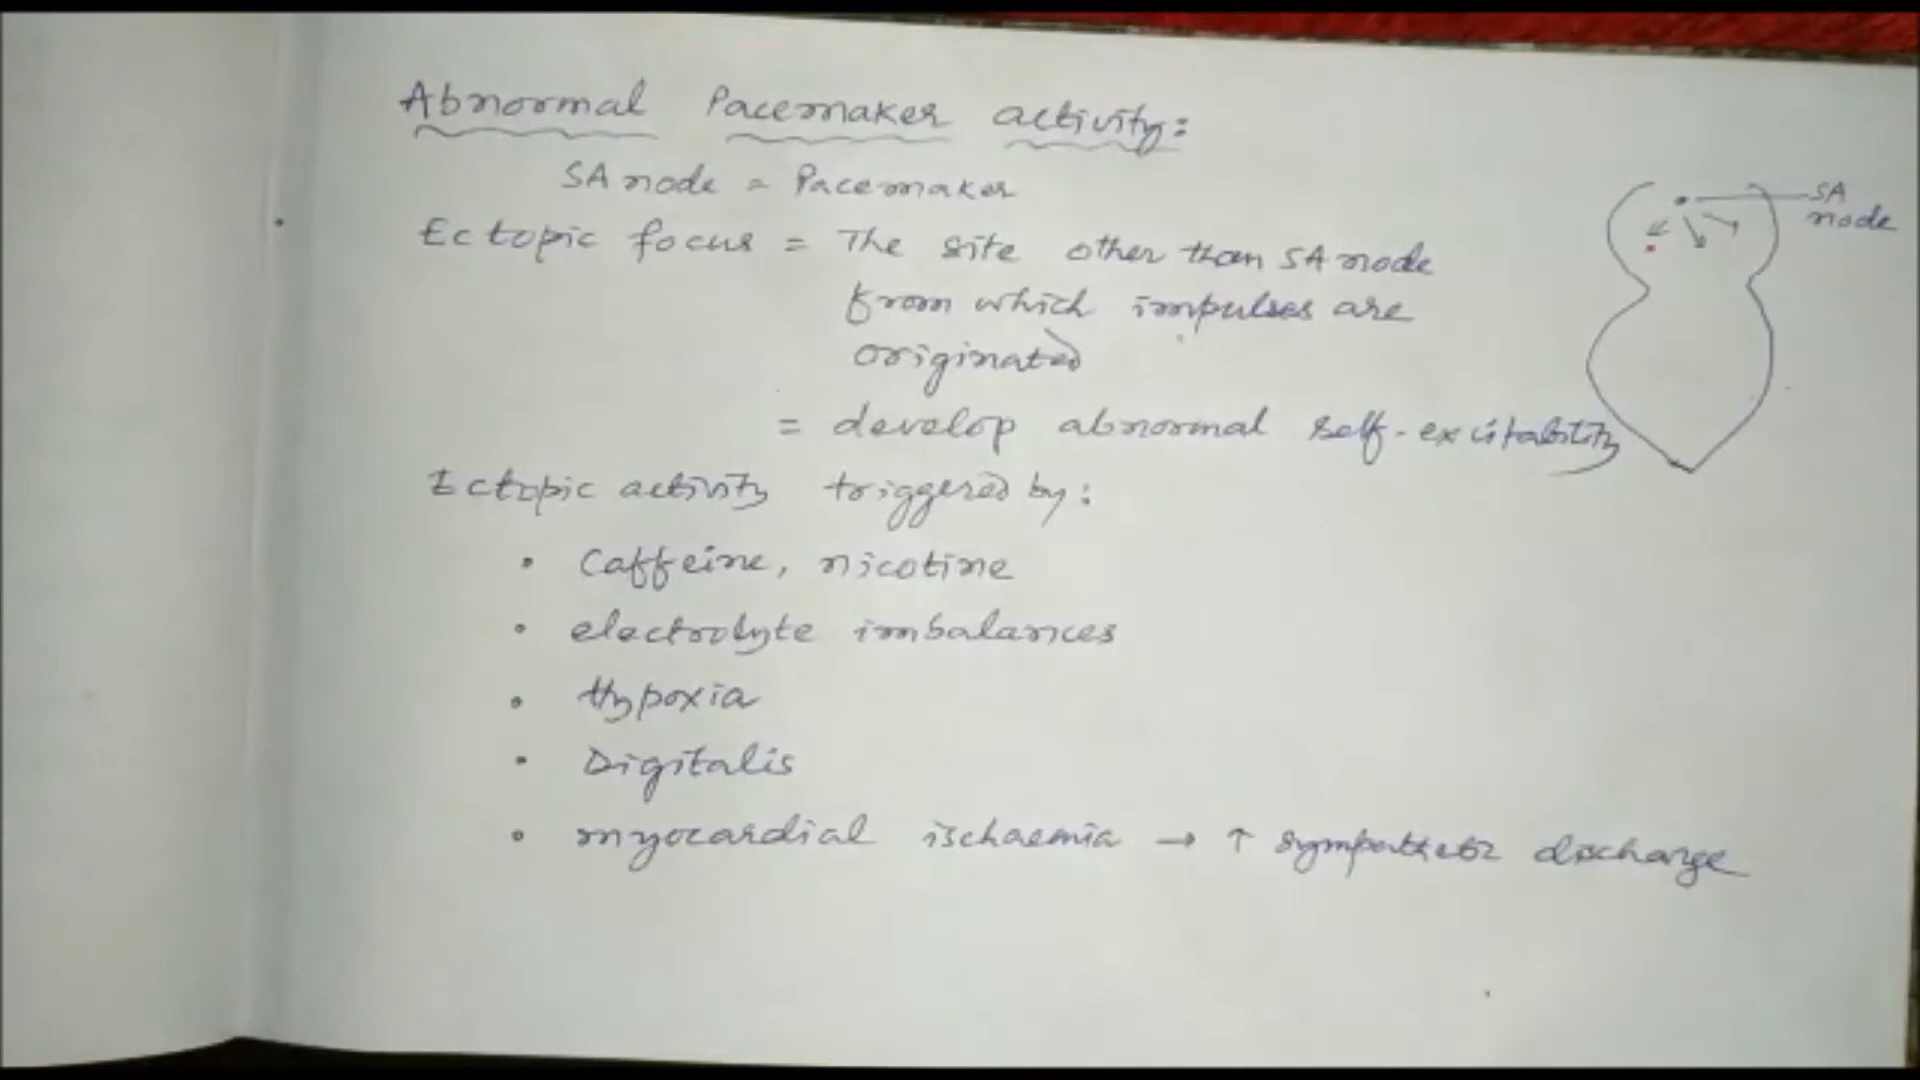 Abnormal Pacemaker activity:
SA node = Pacemaker
Ectopic focus = The site other than SA node
from which impulses are
originated
= develop abnormal self-excitability
Ectopic activity triggered by:
• Caffeine, nicotine
• electrolyte imbalances
• Hypoxia
• Digitalis
• myocardial ischaemia → ↑ sympathetic discharge
SA
node